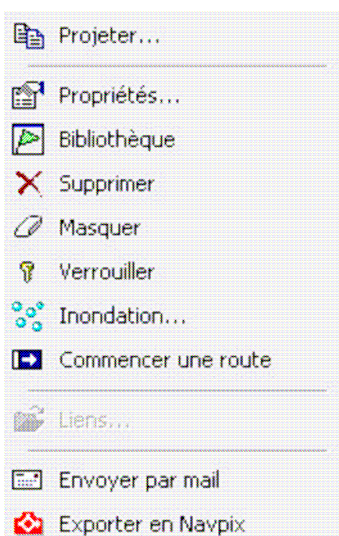 Projeter...
Propriétés...
Bibliothèque
Supprimer
Masquer
Verrouiller
Inondation...
Commencer une route
Liens...
Envoyer par mail
Exporter en Navpix